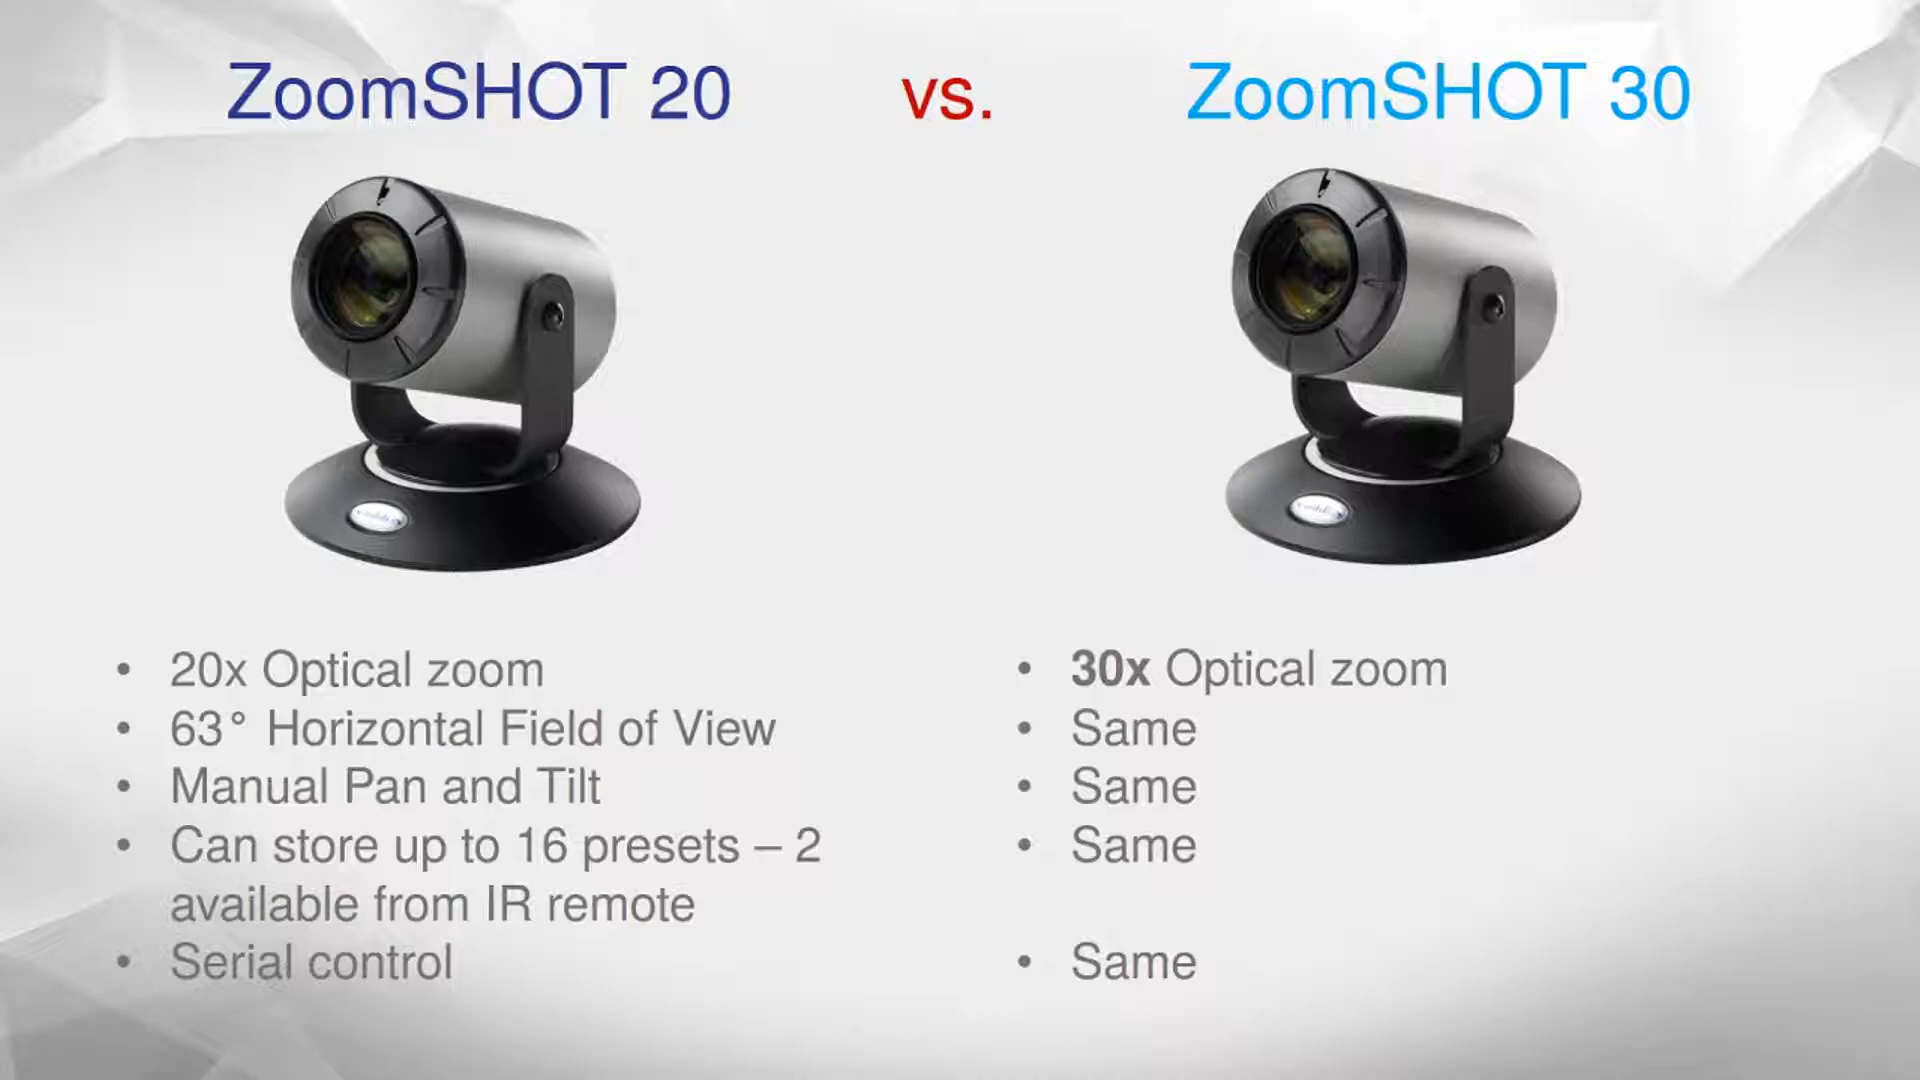 ZoomSHOT 20 vs. ZoomSHOT 30
• 20x Optical zoom
• 63° Horizontal Field of View
• Manual Pan and Tilt
• Can store up to 16 presets – 2
available from IR remote
• Serial control
• 30x Optical zoom
• Same
• Same
• Same
• Same